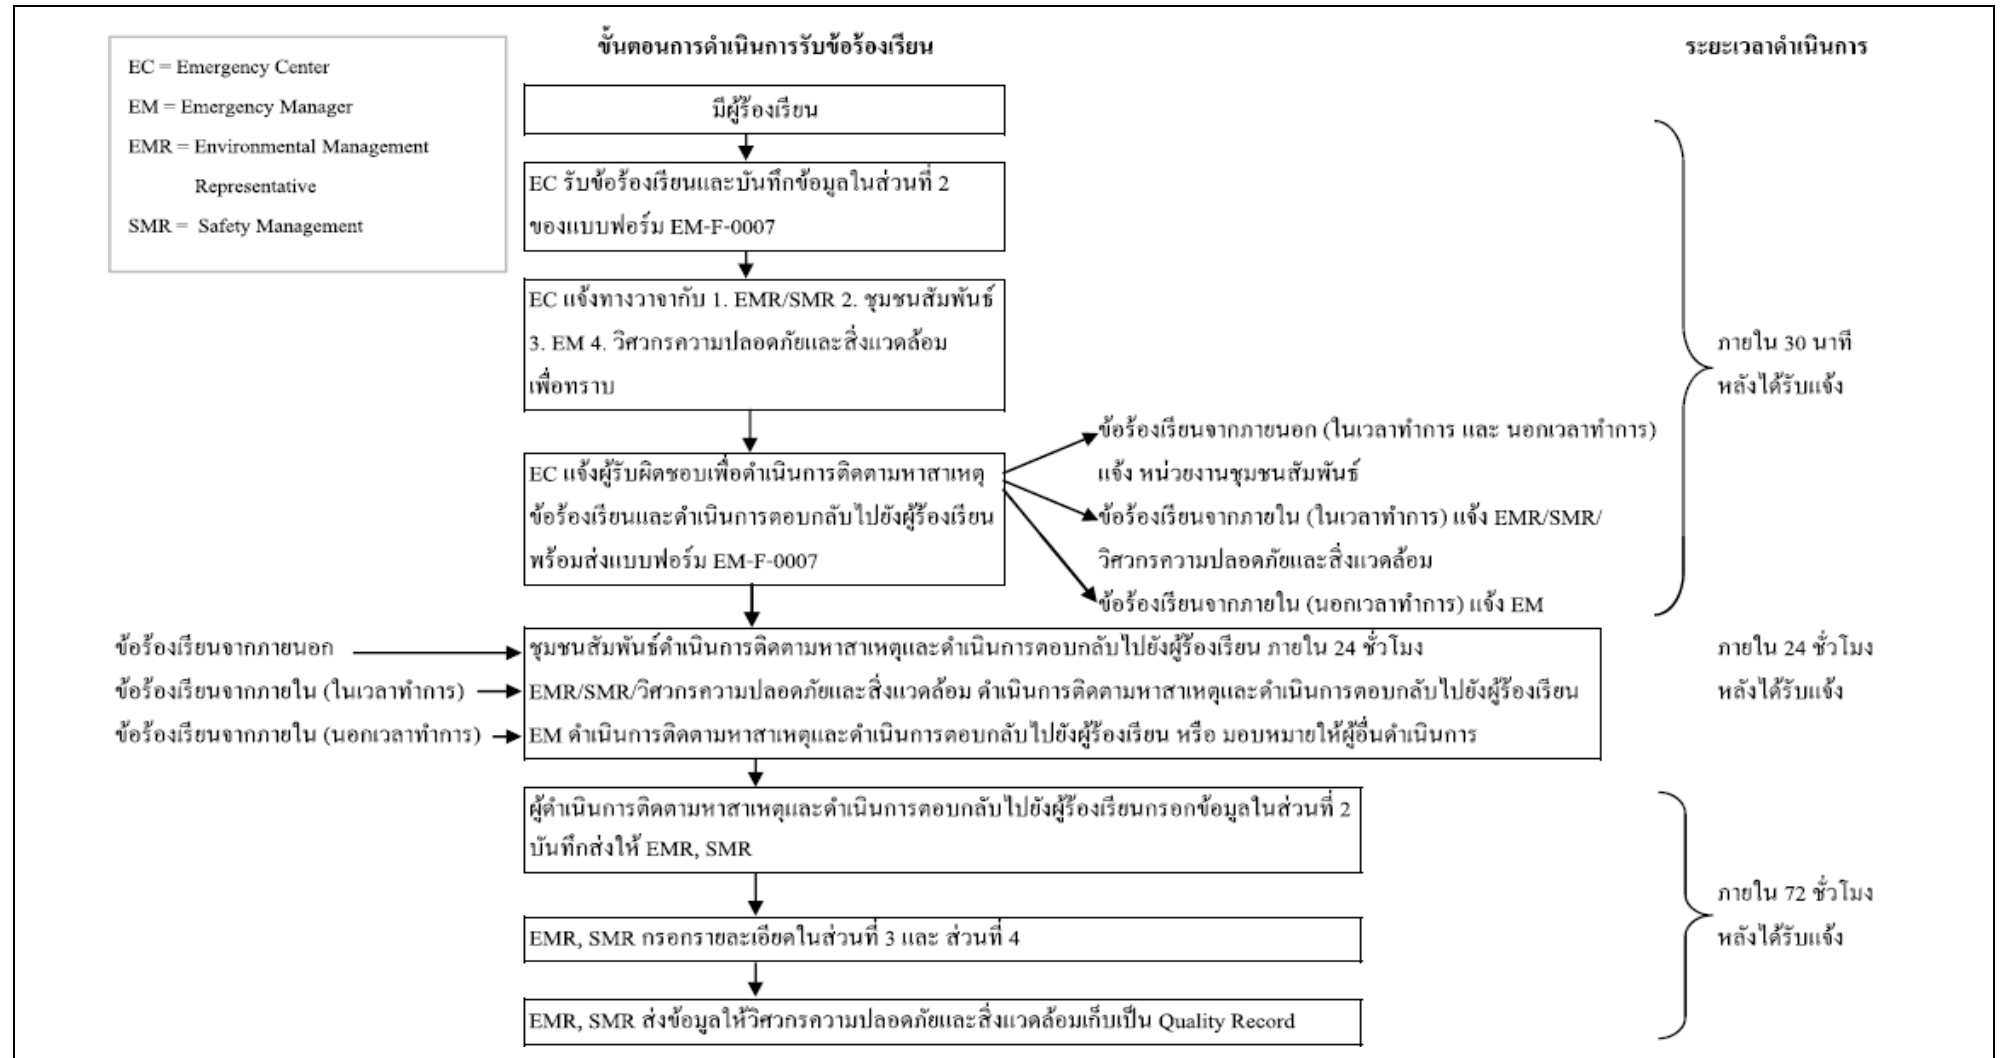 EC = Emergency Center
EM = Emergency Manager
EMR = Environmental Management
Representative
SMR = Safety Management
ขั้นตอนการดำเนินการรับข้อร้องเรียน
ระยะเวลาดำเนินการ
มีผู้ร้องเรียน
EC รับข้อร้องเรียนและบันทึกข้อมูลในส่วนที่ 2
ของแบบฟอร์ม EM-F-0007
EC แจ้งทางวาจากับ 1. EMR/SMR 2. ชุมชนสัมพันธ์
3. EM 4. วิศวกรความปลอดภัยและสิ่งแวดล้อม
เพื่อทราบ
ภายใน 30 นาที
หลังได้รับแจ้ง
EC แจ้งผู้รับผิดชอบเพื่อดำเนินการติดตามหาสาเหตุ
ข้อร้องเรียนและดำเนินการตอบกลับไปยังผู้ร้องเรียน
พร้อมส่งแบบฟอร์ม EM-F-0007
ข้อร้องเรียนจากภายนอก (ในเวลาทำการ และ นอกเวลาทำการ)
แจ้ง หน่วยงานชุมชนสัมพันธ์
ข้อร้องเรียนจากภายใน (ในเวลาทำการ) แจ้ง EMR/SMR/
วิศวกรความปลอดภัยและสิ่งแวดล้อม
ข้อร้องเรียนจากภายใน (นอกเวลาทำการ) แจ้ง EM
ข้อร้องเรียนจากภายนอก
ข้อร้องเรียนจากภายใน (ในเวลาทำการ)
ข้อร้องเรียนจากภายใน (นอกเวลาทำการ)
ชุมชนสัมพันธ์ดำเนินการติดตามหาสาเหตุและดำเนินการตอบกลับไปยังผู้ร้องเรียน ภายใน 24 ชั่วโมง
EMR/SMR/วิศวกรความปลอดภัยและสิ่งแวดล้อม ดำเนินการติดตามหาสาเหตุและดำเนินการตอบกลับไปยังผู้ร้องเรียน
EM ดำเนินการติดตามหาสาเหตุและดำเนินการตอบกลับไปยังผู้ร้องเรียน หรือ มอบหมายให้ผู้อื่นดำเนินการ
ภายใน 24 ชั่วโมง
หลังได้รับแจ้ง
ผู้ดำเนินการติดตามหาสาเหตุและดำเนินการตอบกลับไปยังผู้ร้องเรียนกรอกข้อมูลในส่วนที่ 2
บันทึกส่งให้ EMR, SMR
EMR, SMR กรอกรายละเอียดในส่วนที่ 3 และ ส่วนที่ 4
EMR, SMR ส่งข้อมูลให้วิศวกรความปลอดภัยและสิ่งแวดล้อมเก็บเป็น Quality Record
ภายใน 72 ชั่วโมง
หลังได้รับแจ้ง